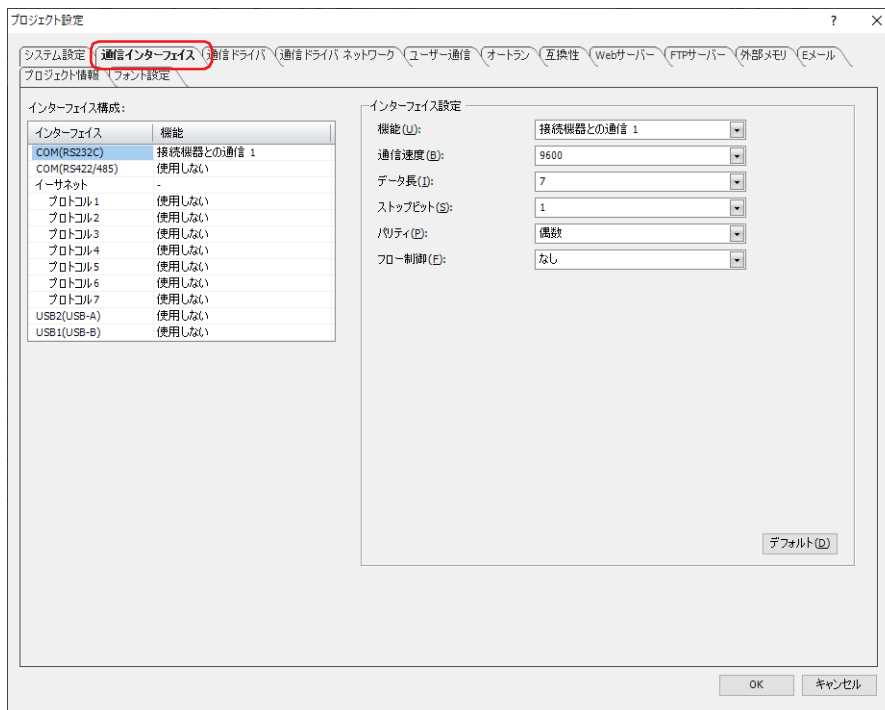 プロジェクト設定 ? ×
システム設定 通信インターフェイス 通信ドライバ 通信ドライバ ネットワーク ユーザー通信 オートラン 互換性 Webサーバー FTPサーバー 外部メモリ Eメール
プロジェクト情報 フォント設定
インターフェイス構成:
インターフェイス 機能
COM(RS232C) 接続機器との通信 1
COM(RS422/485) 使用しない
イーサネット -
プロトコル1 使用しない
プロトコル2 使用しない
プロトコル3 使用しない
プロトコル4 使用しない
プロトコル5 使用しない
プロトコル6 使用しない
プロトコル7 使用しない
USB2(USB-A) 使用しない
USB1(USB-B) 使用しない
インターフェイス設定
機能(U): 接続機器との通信 1
通信速度(B): 9600
データ長(I): 7
ストップビット(S): 1
パリティ(P): 偶数
フロー制御(F): なし
デフォルト(D)
OK キャンセル